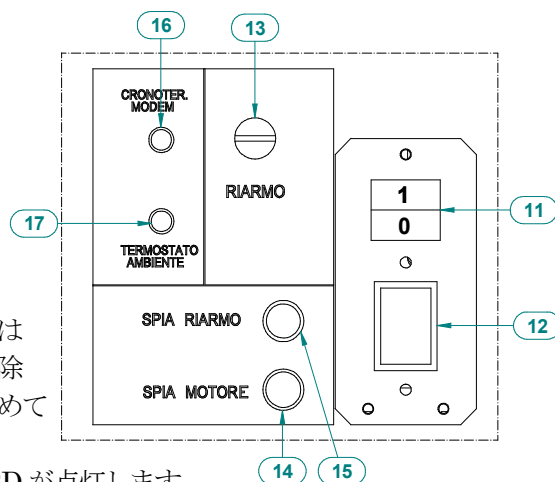 16
13
CRONOTER.
MODEM
RIARMO
1
0
11
17
TERMOSTATO
AMBIENTE
SPIA RIARMO
12
は
除
SPIA MOTORE
めて
14
15
が点灯します